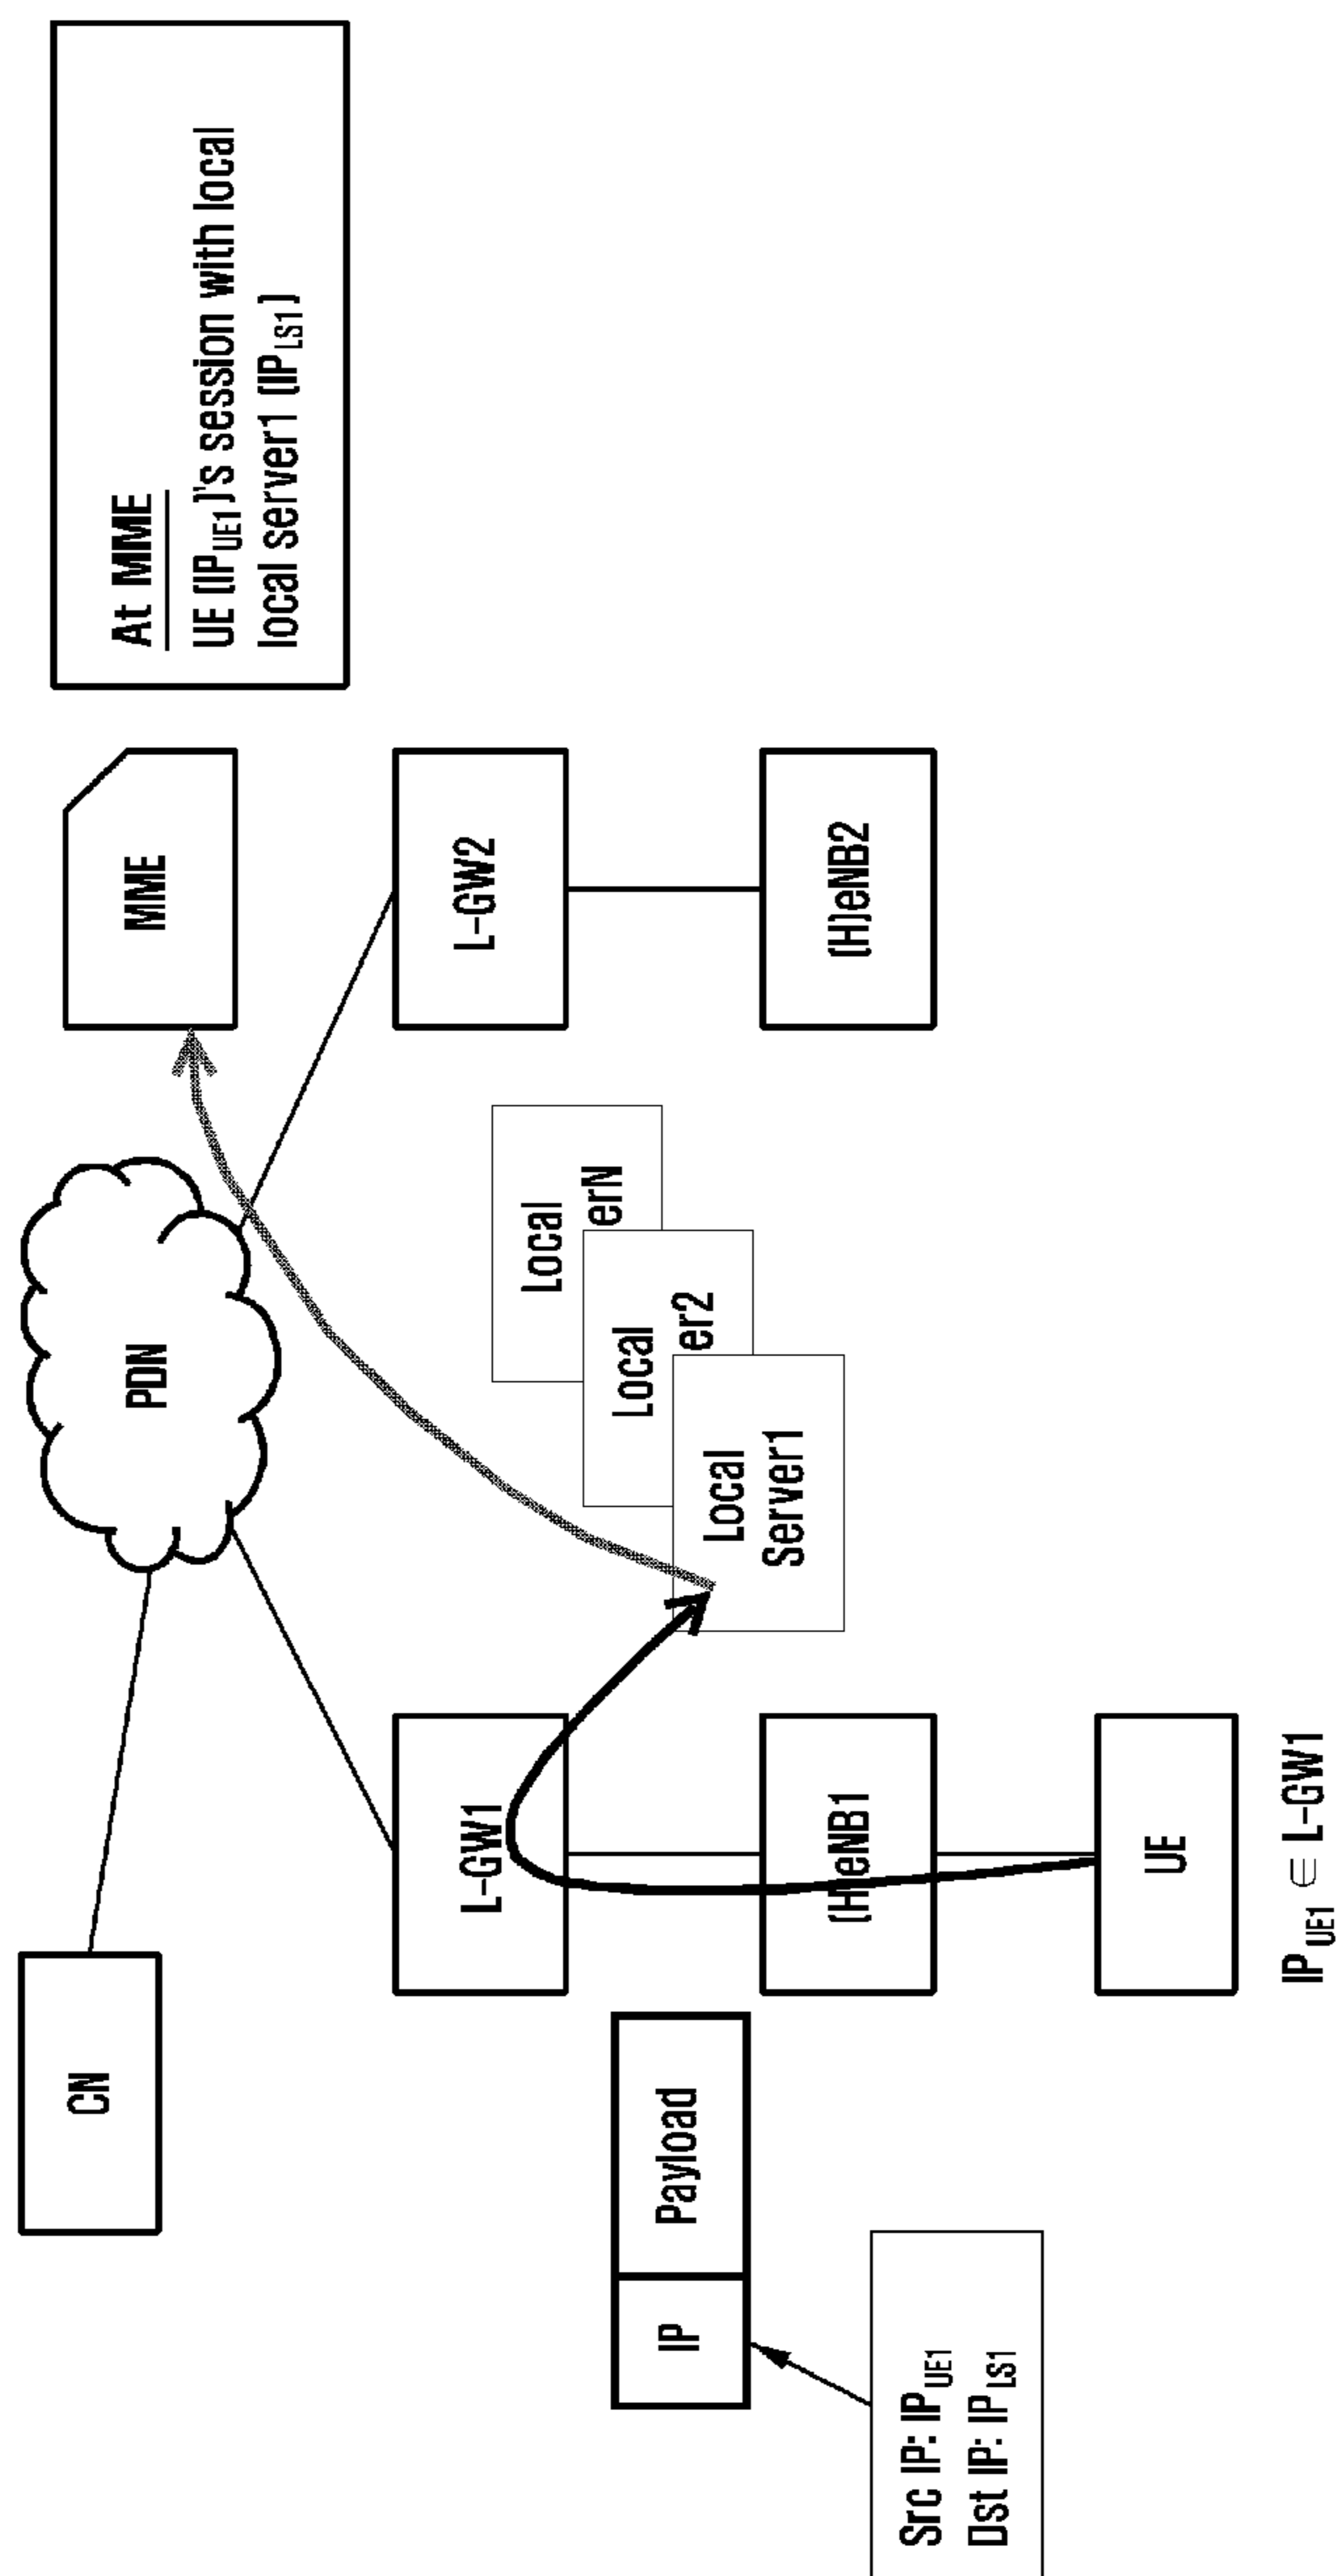 CN
PDN
MME
At MME
UE (IP_UE1)'s session with local
local server1 (IP_LS1)
L-GW1
L-GW2
Local
erN
Local
er2
Local
Server1
IP
Payload
(H)eNB1
(H)eNB2
Src IP: IP_UE1
Dst IP: IP_LS1
UE
IP_UE1 ∈ L-GW1